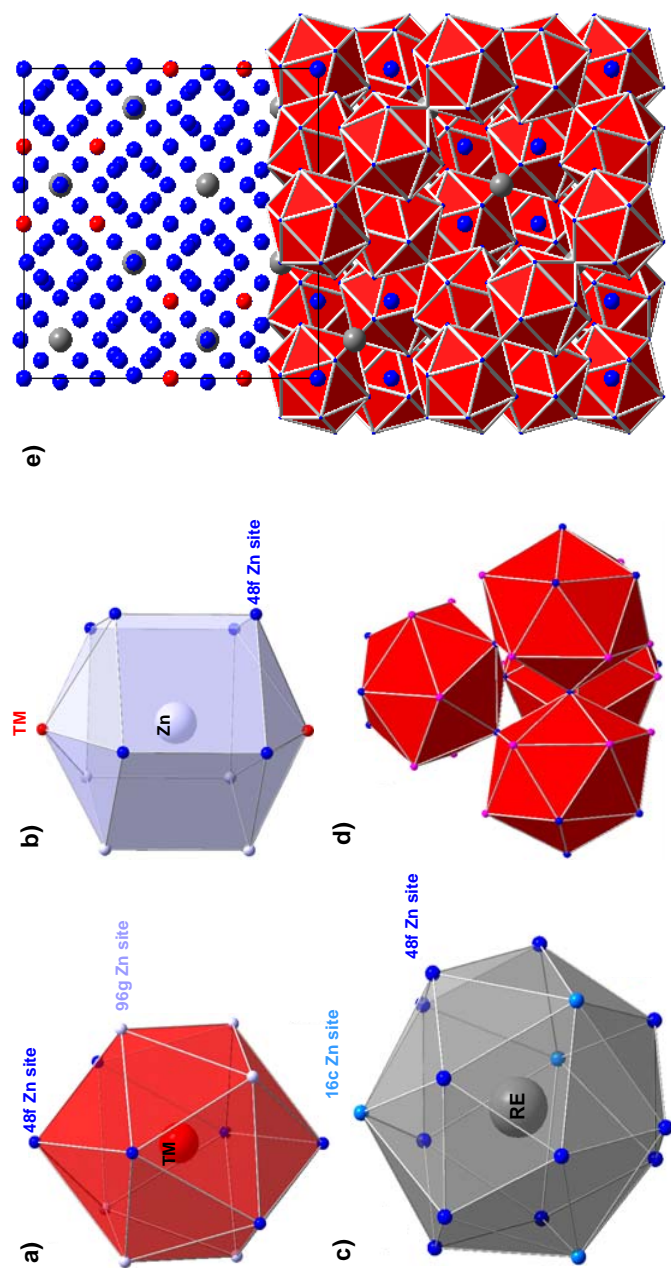 a)
48f Zn site
96g Zn site
TM
b)
TM
Zn
48f Zn site
c)
16c Zn site
48f Zn site
RE
d)
e)